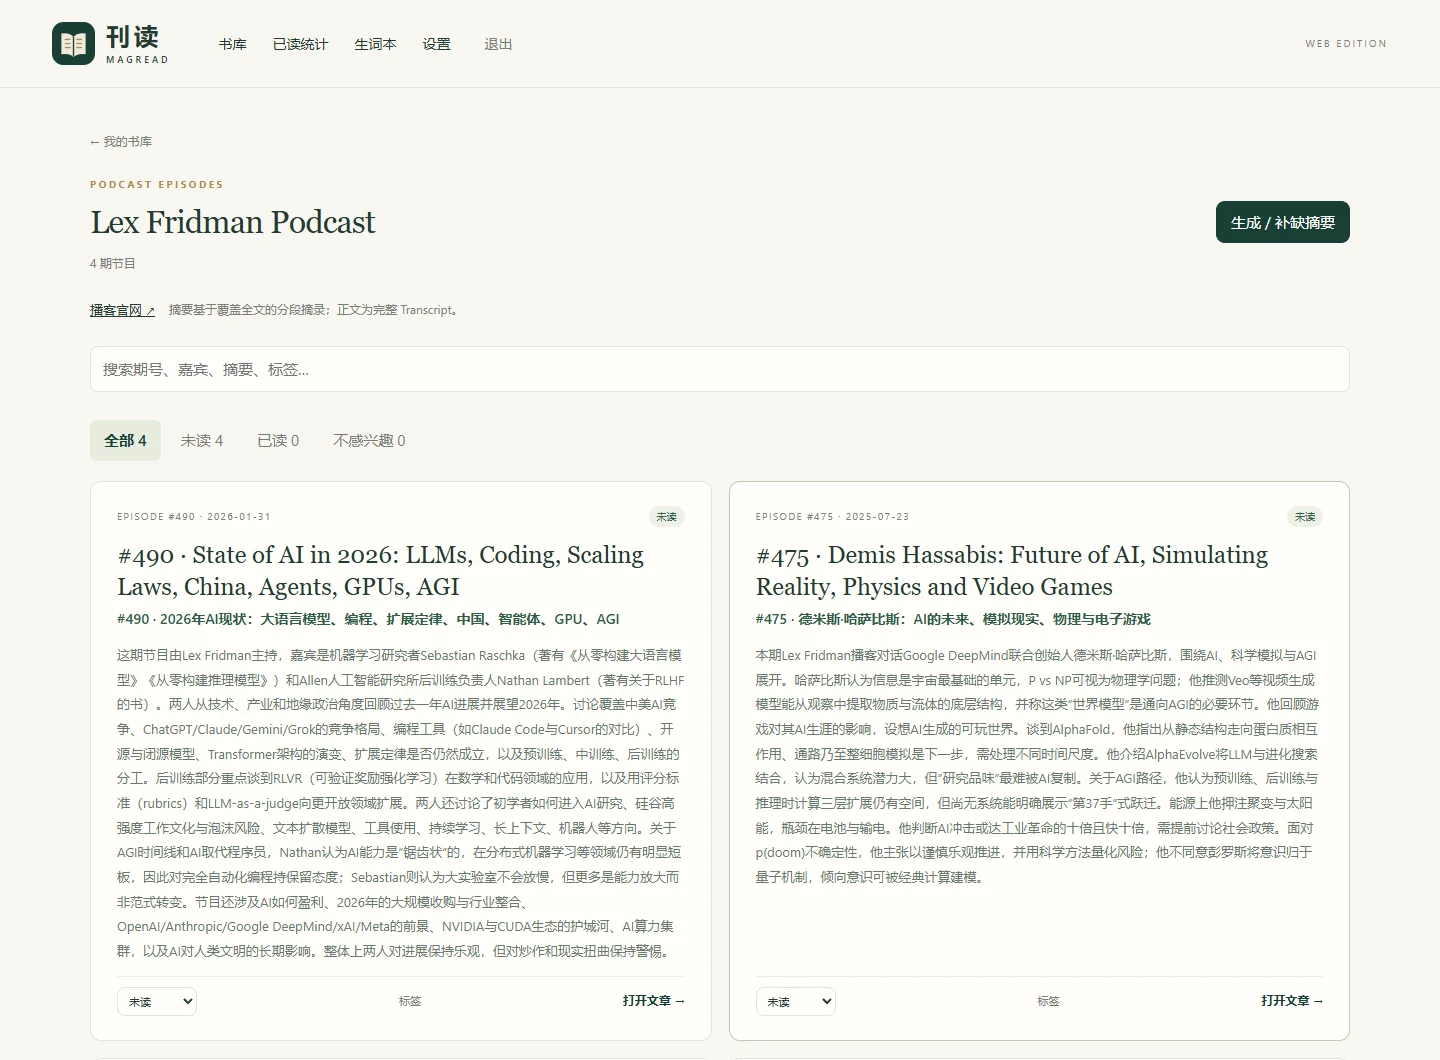 刊读
MAGREAD
书库 已读统计 生词本 设置 退出
WEB EDITION
← 我的书库
PODCAST EPISODES
Lex Fridman Podcast
生成 / 补缺摘要
4 期节目
播客官网 ↗ 摘要基于覆盖全文的分段摘录；正文为完整 Transcript。
搜索期号、嘉宾、摘要、标签...
全部 4 未读 4 已读 0 不感兴趣 0
EPISODE #490 · 2026-01-31 未读
#490 · State of AI in 2026: LLMs, Coding, Scaling
Laws, China, Agents, GPUs, AGI
#490 · 2026年AI现状：大语言模型、编程、扩展定律、中国、智能体、GPU、AGI
这期节目由Lex Fridman主持，嘉宾是机器学习研究者Sebastian Raschka（著有《从零构建大语言模
型》《从零构建推理模型》）和Allen人工智能研究所后训练负责人Nathan Lambert（著有关于RLHF
的书）。两人从技术、产业和地缘政治角度回顾过去一年AI进展并展望2026年。讨论覆盖中美AI竞
争、ChatGPT/Claude/Gemini/Grok的竞争格局、编程工具（如Claude Code与Cursor的对比）、开
源与闭源模型、Transformer架构的演变、扩展定律是否仍然成立，以及预训练、中训练、后训练的
分工。后训练部分重点谈到RLVR（可验证奖励强化学习）在数学和代码领域的应用，以及用评分标
准（rubrics）和LLM-as-a-judge向更开放领域扩展。两人还讨论了初学者如何进入AI研究、硅谷高
强度工作文化与泡沫风险、文本扩散模型、工具使用、持续学习、长上下文、机器人等方向。关于
AGI时间线和AI取代程序员，Nathan认为AI能力是“锯齿状”的，在分布式机器学习等领域仍有明显短
板，因此对完全自动化编程持保留态度；Sebastian则认为大实验室不会放慢，但更多是能力放大而
非范式转变。节目还涉及AI如何盈利、2026年的大规模收购与行业整合、
OpenAI/Anthropic/Google DeepMind/xAI/Meta的前景、NVIDIA与CUDA生态的护城河、AI算力集
群，以及AI对人类文明的长期影响。整体上两人对进展保持乐观，但对炒作和现实扭曲保持警惕。
未读 标签 打开文章 →
EPISODE #475 · 2025-07-23 未读
#475 · Demis Hassabis: Future of AI, Simulating
Reality, Physics and Video Games
#475 · 德米斯·哈萨比斯：AI的未来、模拟现实、物理与电子游戏
本期Lex Fridman播客对话Google DeepMind联合创始人德米斯·哈萨比斯，围绕AI、科学模拟与AGI
展开。哈萨比斯认为信息是宇宙最基础的单元，P vs NP可视为物理学问题；他推测Veo等视频生成
模型能从观察中提取物质与流体的底层结构，并称这类“世界模型”是通向AGI的必要环节。他回顾游
戏对其AI生涯的影响，设想AI生成的可玩世界。谈到AlphaFold，他指出从静态结构走向蛋白质相互
作用、通路乃至整细胞模拟是下一步，需处理不同时间尺度。他介绍AlphaEvolve将LLM与进化搜索
结合，认为混合系统潜力大，但“研究品味”最难被AI复制。关于AGI路径，他认为预训练、后训练与
推理时计算三层扩展仍有空间，但尚无系统能明确展示“第37手”式跃迁。能源上他押注聚变与太阳
能，瓶颈在电池与输电。他判断AI冲击或达工业革命的十倍且快十倍，需提前讨论社会政策。面对
p(doom)不确定性，他主张以谨慎乐观推进，并用科学方法量化风险；他不同意彭罗斯将意识归于
量子机制，倾向意识可被经典计算建模。
未读 标签 打开文章 →